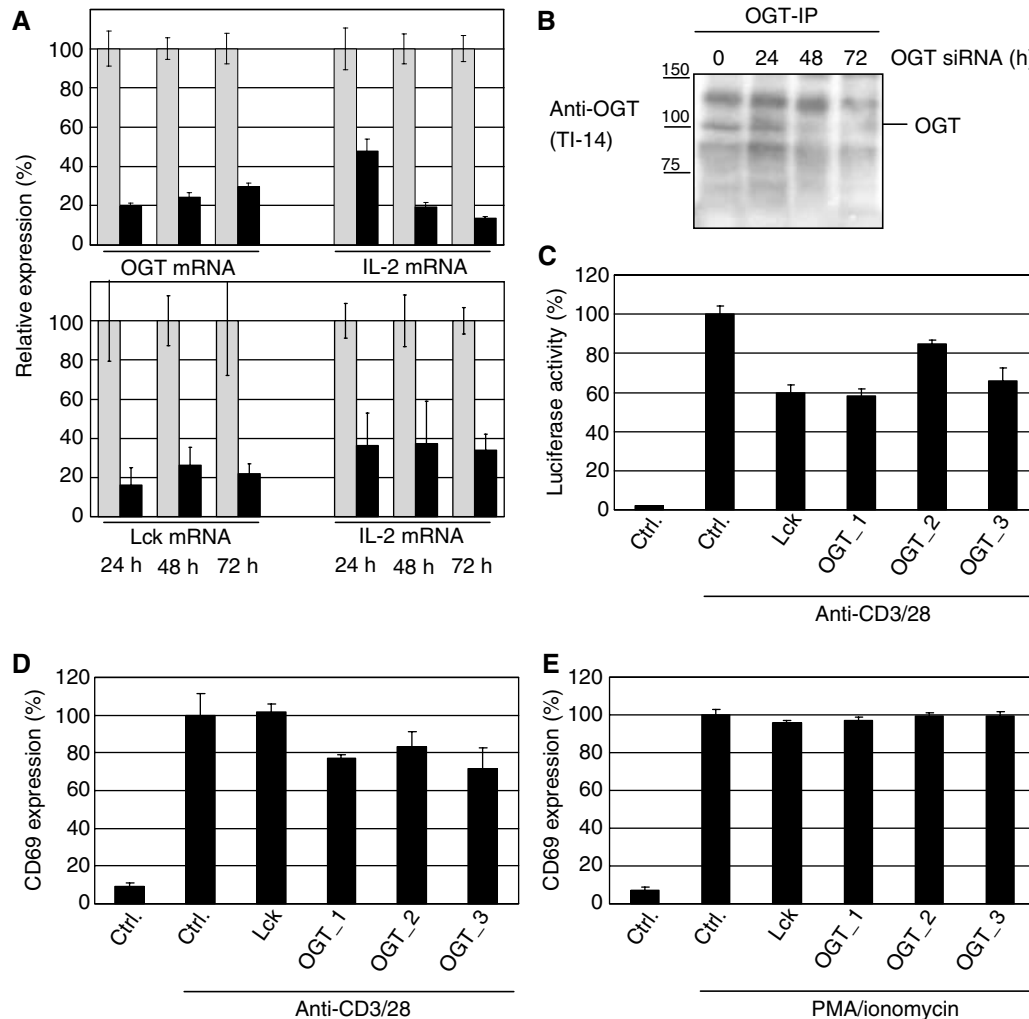 A
Relative expression (%)
100
80
60
40
20
0
OGT mRNA
IL-2 mRNA
100
80
60
40
20
0
Lck mRNA
IL-2 mRNA
24 h 48 h 72 h 24 h 48 h 72 h
B
OGT-IP
0 24 48 72 OGT siRNA (h)
Anti-OGT
(TI-14)
150
100
75
OGT
C
Luciferase activity (%)
120
100
80
60
40
20
0
Ctrl. Ctrl. Lck OGT_1 OGT_2 OGT_3
Anti-CD3/28
D
CD69 expression (%)
120
100
80
60
40
20
0
Ctrl. Ctrl. Lck OGT_1 OGT_2 OGT_3
Anti-CD3/28
E
CD69 expression (%)
120
100
80
60
40
20
0
Ctrl. Ctrl. Lck OGT_1 OGT_2 OGT_3
PMA/ionomycin